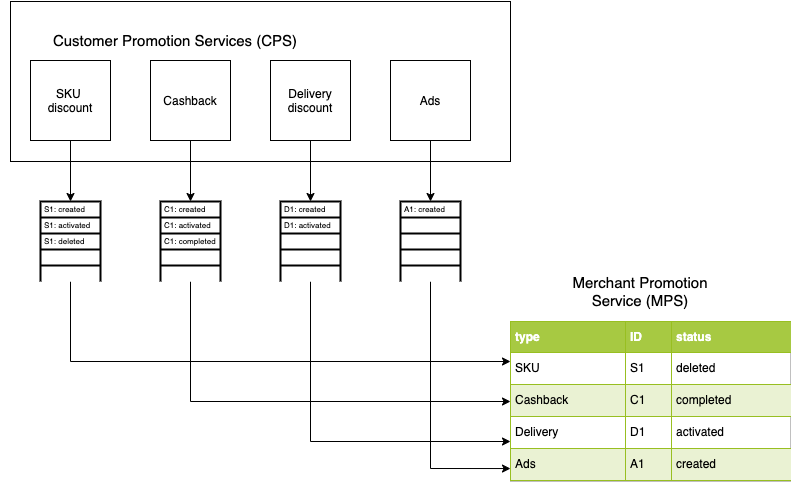 Customer Promotion Services (CPS)
SKU
discount
Cashback
Delivery
discount
Ads
S1: created
S1: activated
S1: deleted
C1: created
C1: activated
C1: completed
D1: created
D1: activated
A1: created
Merchant Promotion
Service (MPS)
type ID status
SKU S1 deleted
Cashback C1 completed
Delivery D1 activated
Ads A1 created